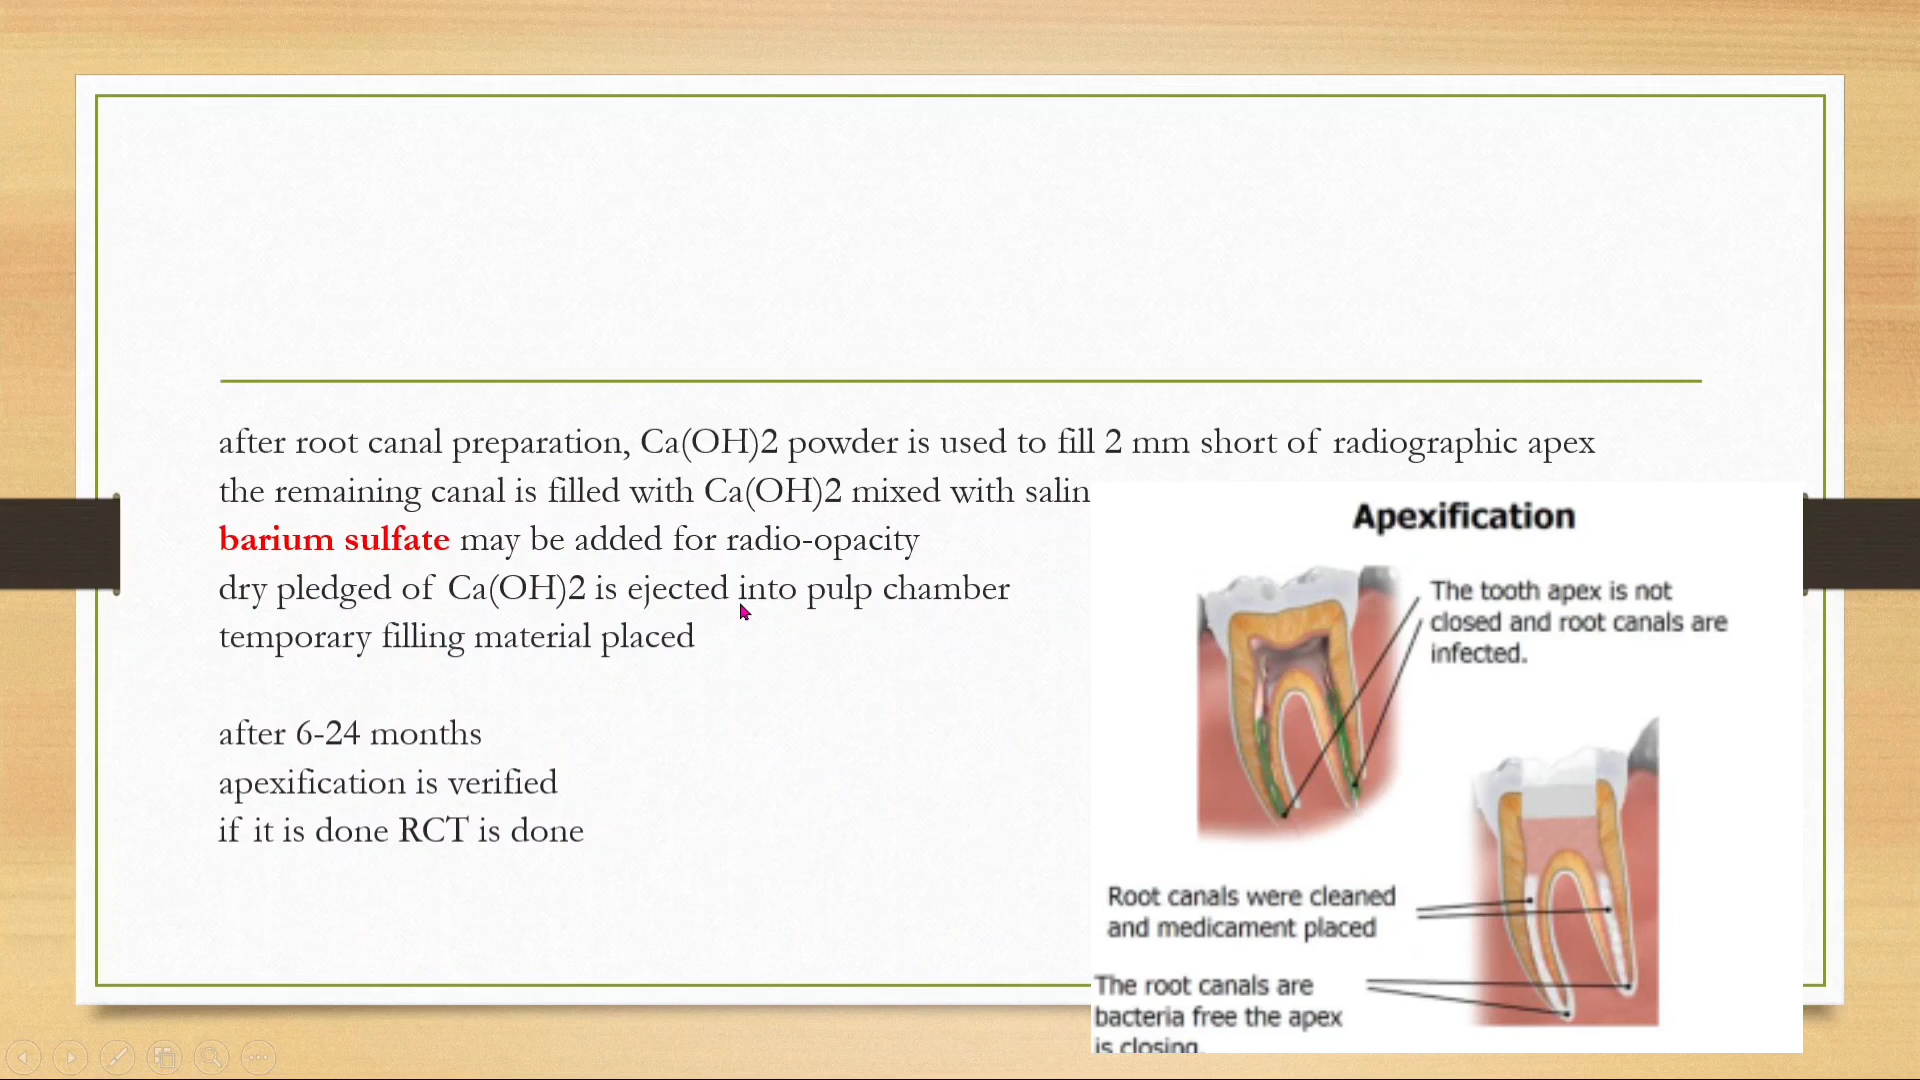 after root canal preparation, Ca(OH)2 powder is used to fill 2 mm short of radiographic apex
the remaining canal is filled with Ca(OH)2 mixed with salin
barium sulfate may be added for radio-opacity
dry pledged of Ca(OH)2 is ejected into pulp chamber
temporary filling material placed
after 6-24 months
apexification is verified
if it is done RCT is done
Apexification
The tooth apex is not
closed and root canals are
infected.
Root canals were cleaned
and medicament placed
The root canals are
bacteria free the apex
is closing.